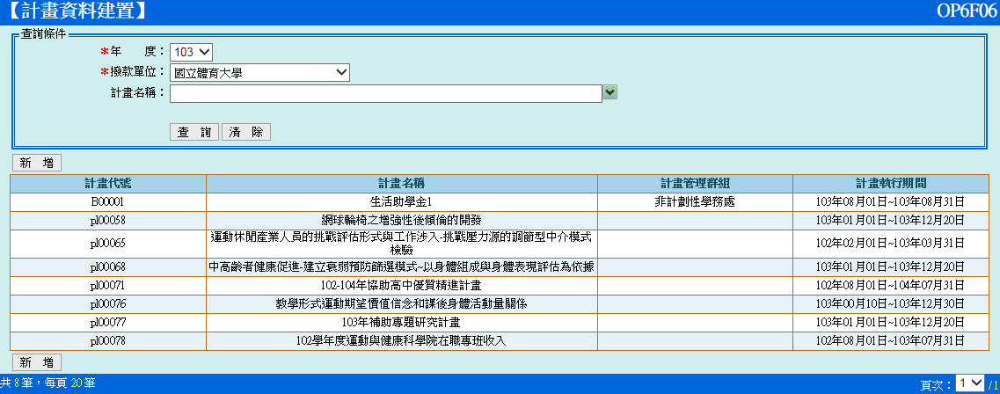 【計畫資料建置】 OP6F06
查詢條件
*年 度： 103
*撥款單位： 國立體育大學
計畫名稱：
查 詢 清 除
新 增
計畫代號 計畫名稱 計畫管理群組 計畫執行期間
B00001 生活助學金1 非計劃性學務處 103年08月01日~103年08月31日
pl00058 網球輪椅之增強性後傾倫的開發 103年01月01日~103年12月20日
pl00065 運動休閒產業人員的挑戰評估形式與工作涉入-挑戰壓力源的調節型中介模式 102年02月01日~103年03月31日
檢驗
pl00068 中高齡者健康促進-建立衰弱預防篩選模式~以身體組成與身體表現評估為依據 103年01月01日~103年12月20日
pl00071 102-104年協助高中優質精進計畫 102年08月01日~104年07月31日
pl00076 教學形式運動期望價值信念和課後身體活動量關係 103年00月10日~103年12月30日
pl00077 103年補助專題研究計畫 103年01月01日~103年12月20日
pl00078 102學年度運動與健康科學院在職專班收入 102年08月01日~103年07月31日
新 增
共 8 筆，每頁 20 筆 頁次： 1 /1